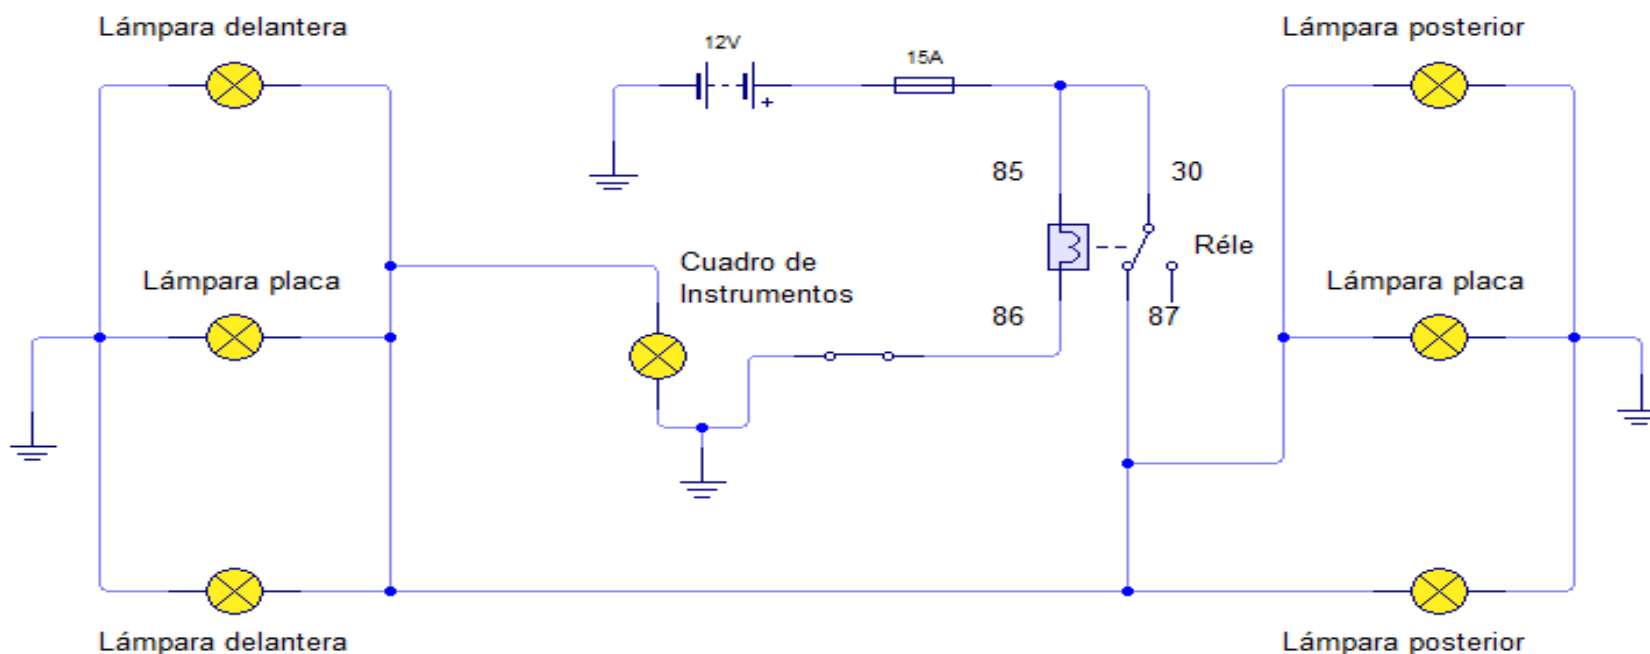 Lámpara delantera
12V
15A
Lámpara posterior
+
85
30
Réle
Cuadro de
Instrumentos
Lámpara placa
Lámpara placa
86
87
Lámpara delantera
Lámpara posterior